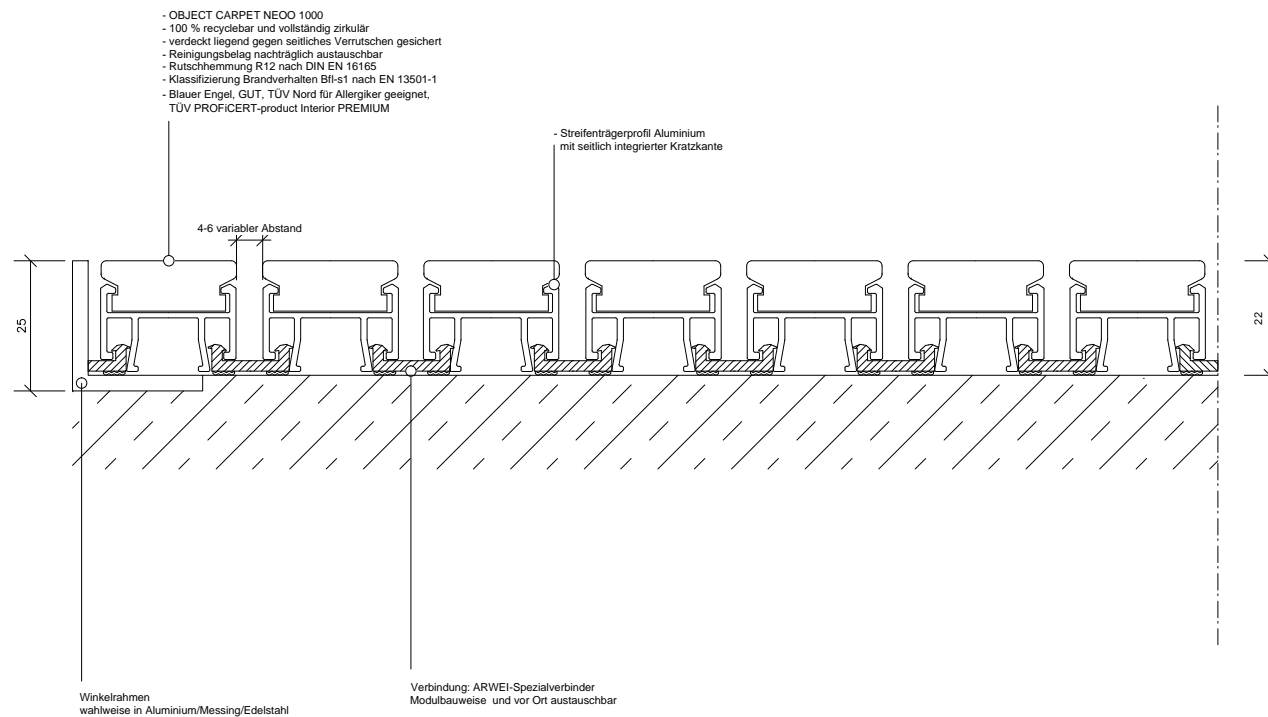 - OBJECT CARPET NEOO 1000
- 100 % recyclebar und vollständig zirkulär
- verdeckt liegend gegen seitliches Verrutschen gesichert
- Reinigungsbelag nachträglich austauschbar
- Rutschhemmung R12 nach DIN EN 16165
- Klassifizierung Brandverhalten Bfl-s1 nach EN 13501-1
- Blauer Engel, GUT, TÜV Nord für Allergiker geeignet,
TÜV PROFiCERT-product Interior PREMIUM
- Streifenträgerprofil Aluminium
mit seitlich integrierter Kratzkante
4-6 variabler Abstand
25
22
Winkelrahmen
wahlweise in Aluminium/Messing/Edelstahl
Verbindung: ARWEI-Spezialverbinder
Modulbauweise und vor Ort austauschbar